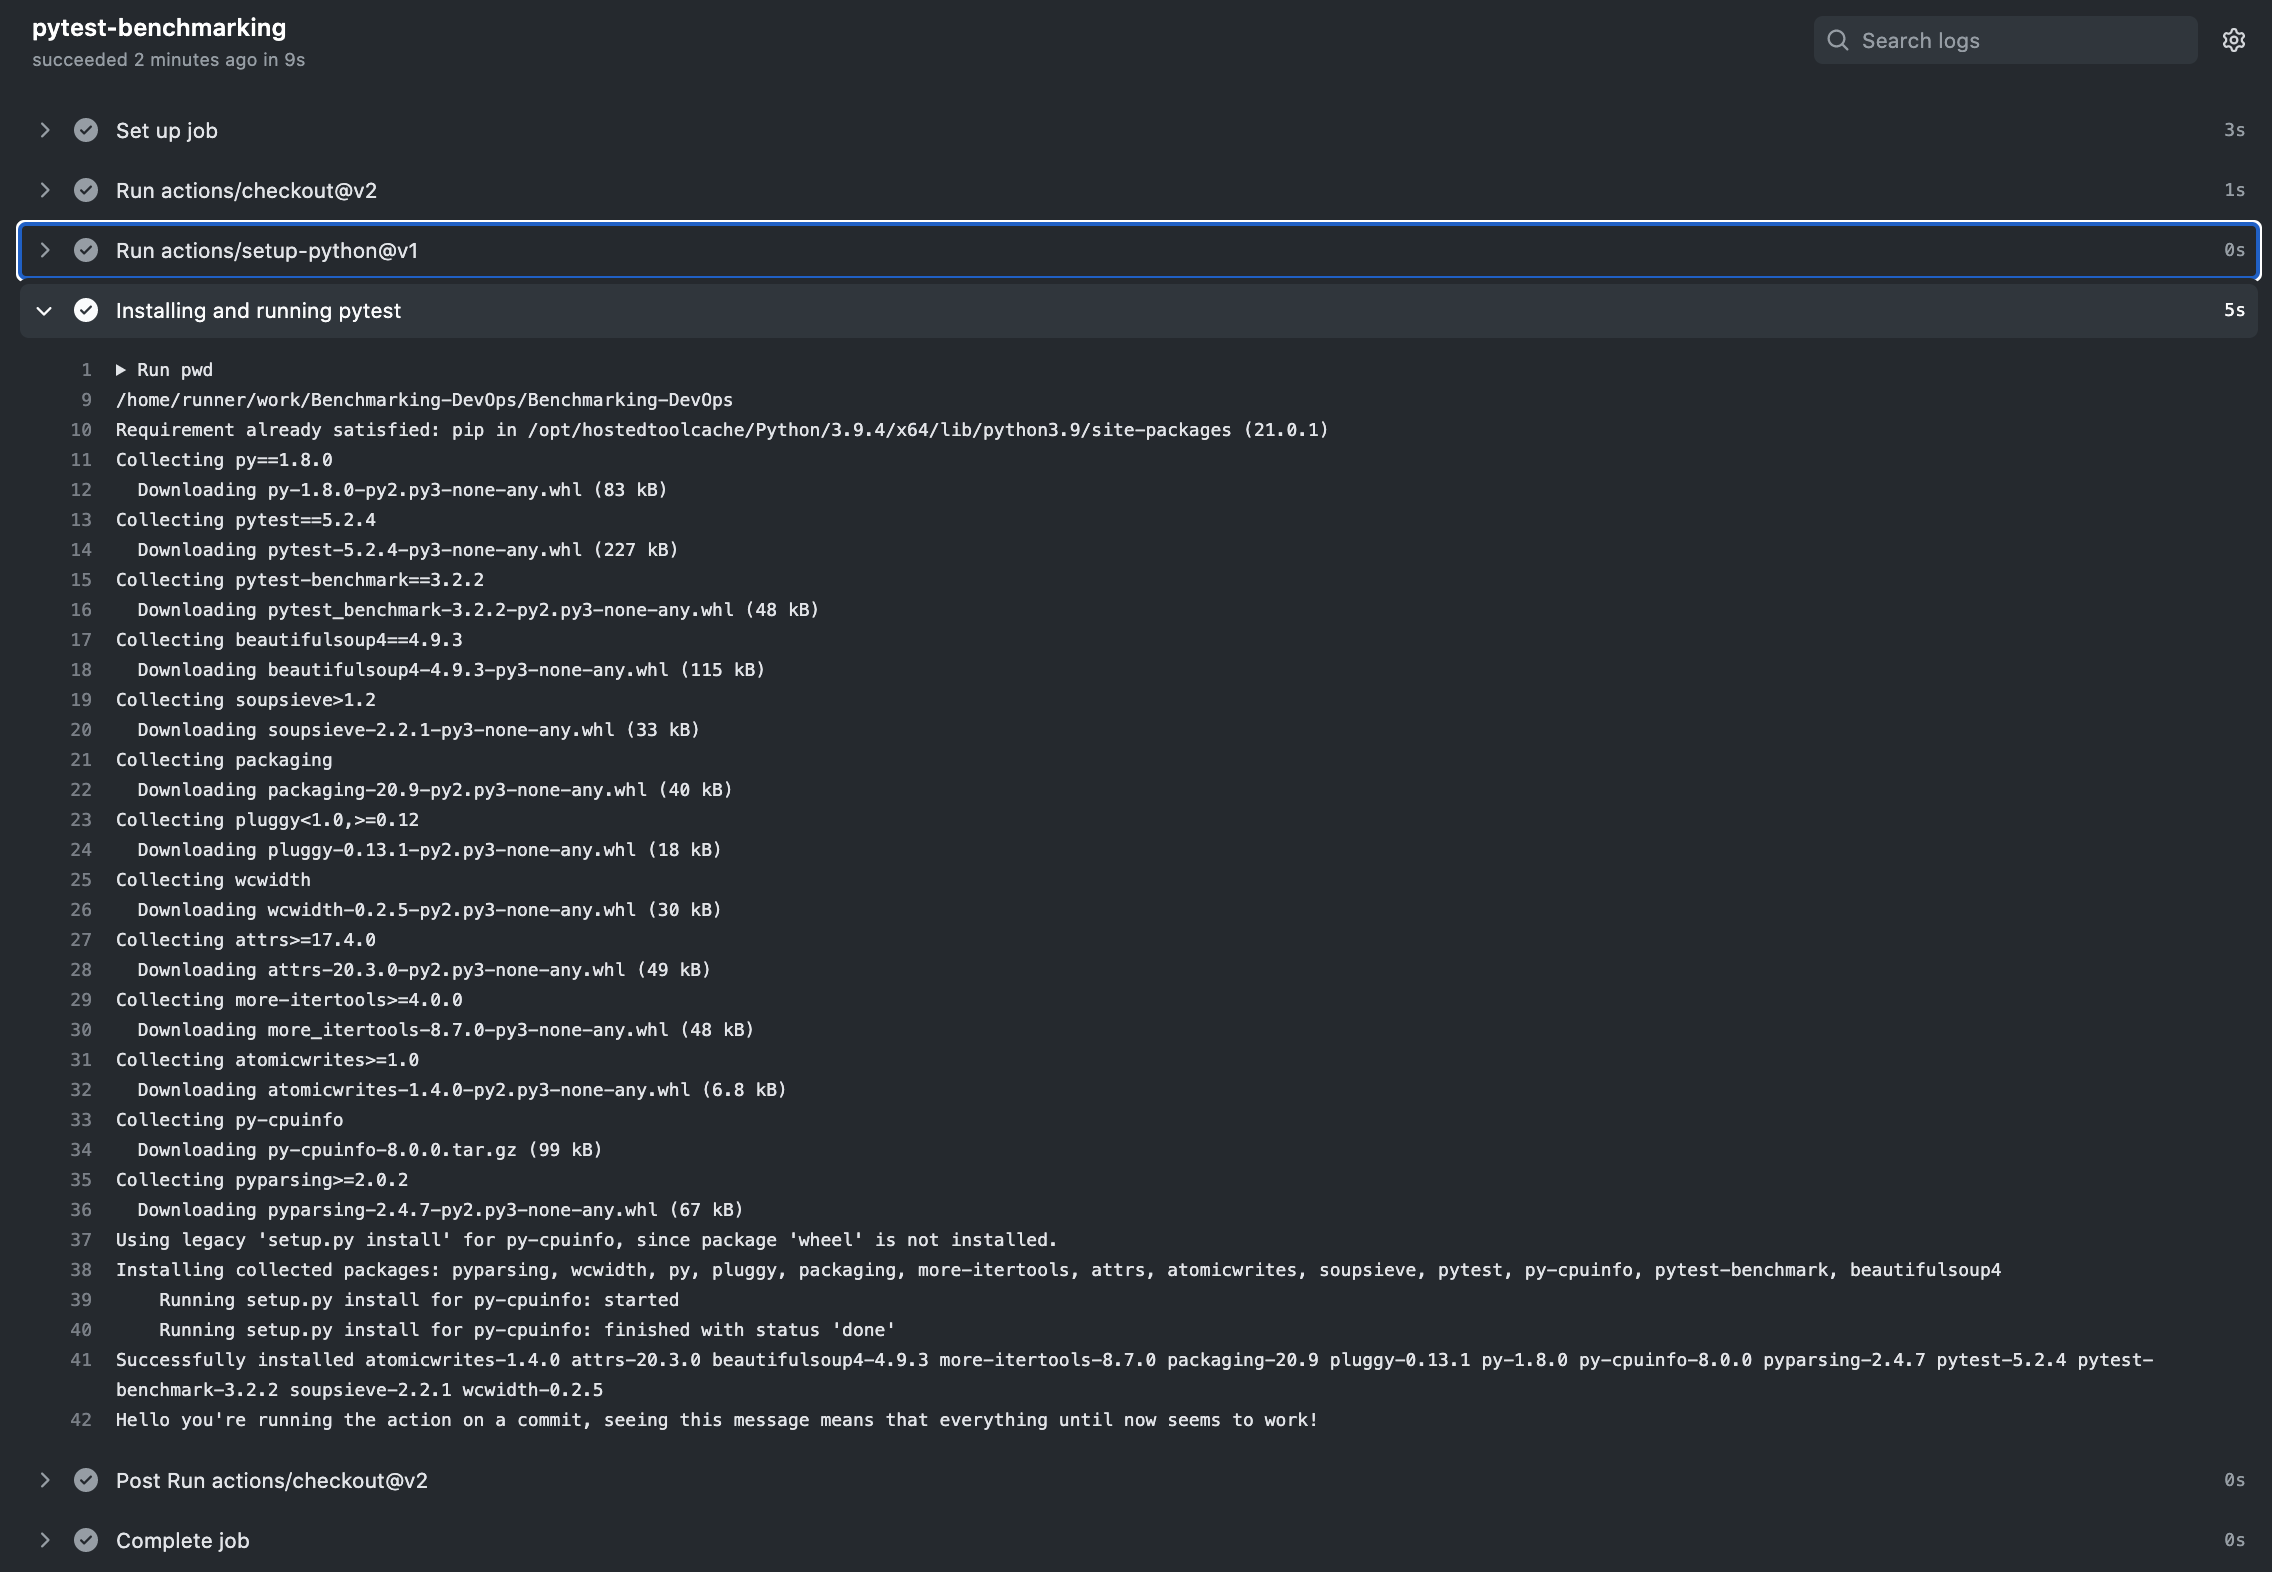 pytest-benchmarking
succeeded 2 minutes ago in 9s
Search logs
Set up job 3s
Run actions/checkout@v2 1s
Run actions/setup-python@v1 0s
Installing and running pytest 5s
1 Run pwd
9 /home/runner/work/Benchmarking-DevOps/Benchmarking-DevOps
10 Requirement already satisfied: pip in /opt/hostedtoolcache/Python/3.9.4/x64/lib/python3.9/site-packages (21.0.1)
11 Collecting py==1.8.0
12 Downloading py-1.8.0-py2.py3-none-any.whl (83 kB)
13 Collecting pytest==5.2.4
14 Downloading pytest-5.2.4-py3-none-any.whl (227 kB)
15 Collecting pytest-benchmark==3.2.2
16 Downloading pytest_benchmark-3.2.2-py2.py3-none-any.whl (48 kB)
17 Collecting beautifulsoup4==4.9.3
18 Downloading beautifulsoup4-4.9.3-py3-none-any.whl (115 kB)
19 Collecting soupsieve>1.2
20 Downloading soupsieve-2.2.1-py3-none-any.whl (33 kB)
21 Collecting packaging
22 Downloading packaging-20.9-py2.py3-none-any.whl (40 kB)
23 Collecting pluggy<1.0,>=0.12
24 Downloading pluggy-0.13.1-py2.py3-none-any.whl (18 kB)
25 Collecting wcwidth
26 Downloading wcwidth-0.2.5-py2.py3-none-any.whl (30 kB)
27 Collecting attrs>=17.4.0
28 Downloading attrs-20.3.0-py2.py3-none-any.whl (49 kB)
29 Collecting more-itertools>=4.0.0
30 Downloading more_itertools-8.7.0-py3-none-any.whl (48 kB)
31 Collecting atomicwrites>=1.0
32 Downloading atomicwrites-1.4.0-py2.py3-none-any.whl (6.8 kB)
33 Collecting py-cpuinfo
34 Downloading py-cpuinfo-8.0.0.tar.gz (99 kB)
35 Collecting pyparsing>=2.0.2
36 Downloading pyparsing-2.4.7-py2.py3-none-any.whl (67 kB)
37 Using legacy 'setup.py install' for py-cpuinfo, since package 'wheel' is not installed.
38 Installing collected packages: pyparsing, wcwidth, py, pluggy, packaging, more-itertools, attrs, atomicwrites, soupsieve, pytest, py-cpuinfo, pytest-benchmark, beautifulsoup4
39 Running setup.py install for py-cpuinfo: started
40 Running setup.py install for py-cpuinfo: finished with status 'done'
41 Successfully installed atomicwrites-1.4.0 attrs-20.3.0 beautifulsoup4-4.9.3 more-itertools-8.7.0 packaging-20.9 pluggy-0.13.1 py-1.8.0 py-cpuinfo-8.0.0 pyparsing-2.4.7 pytest-5.2.4 pytest-
benchmark-3.2.2 soupsieve-2.2.1 wcwidth-0.2.5
42 Hello you're running the action on a commit, seeing this message means that everything until now seems to work!
Post Run actions/checkout@v2 0s
Complete job 0s